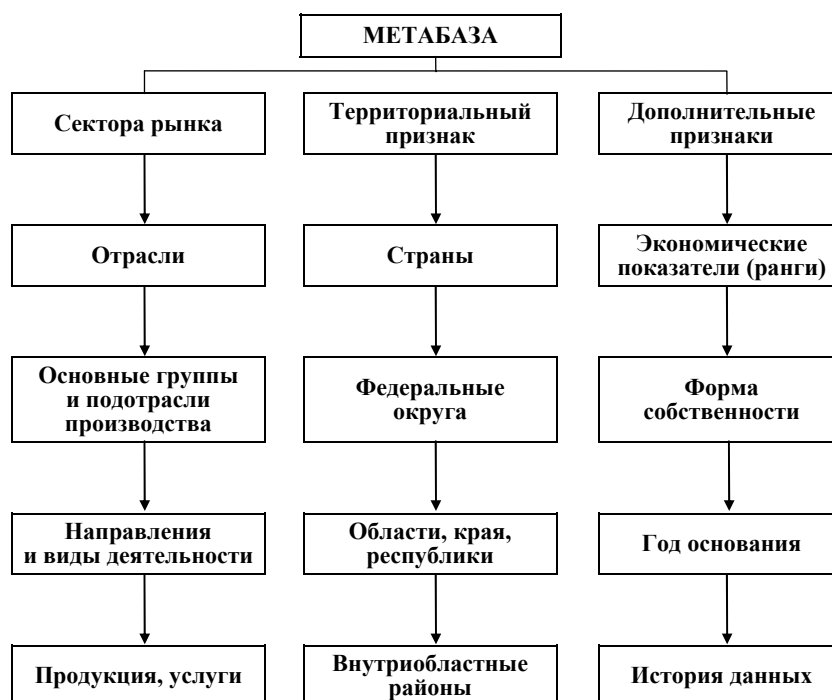 МЕТАБАЗА
Сектора рынка
Территориальный
признак
Дополнительные
признаки
Отрасли
Страны
Экономические
показатели (ранги)
Основные группы
и подотрасли
производства
Федеральные
округа
Форма
собственности
Направления
и виды деятельности
Области, края,
республики
Год основания
Продукция, услуги
Внутриобластные
районы
История данных